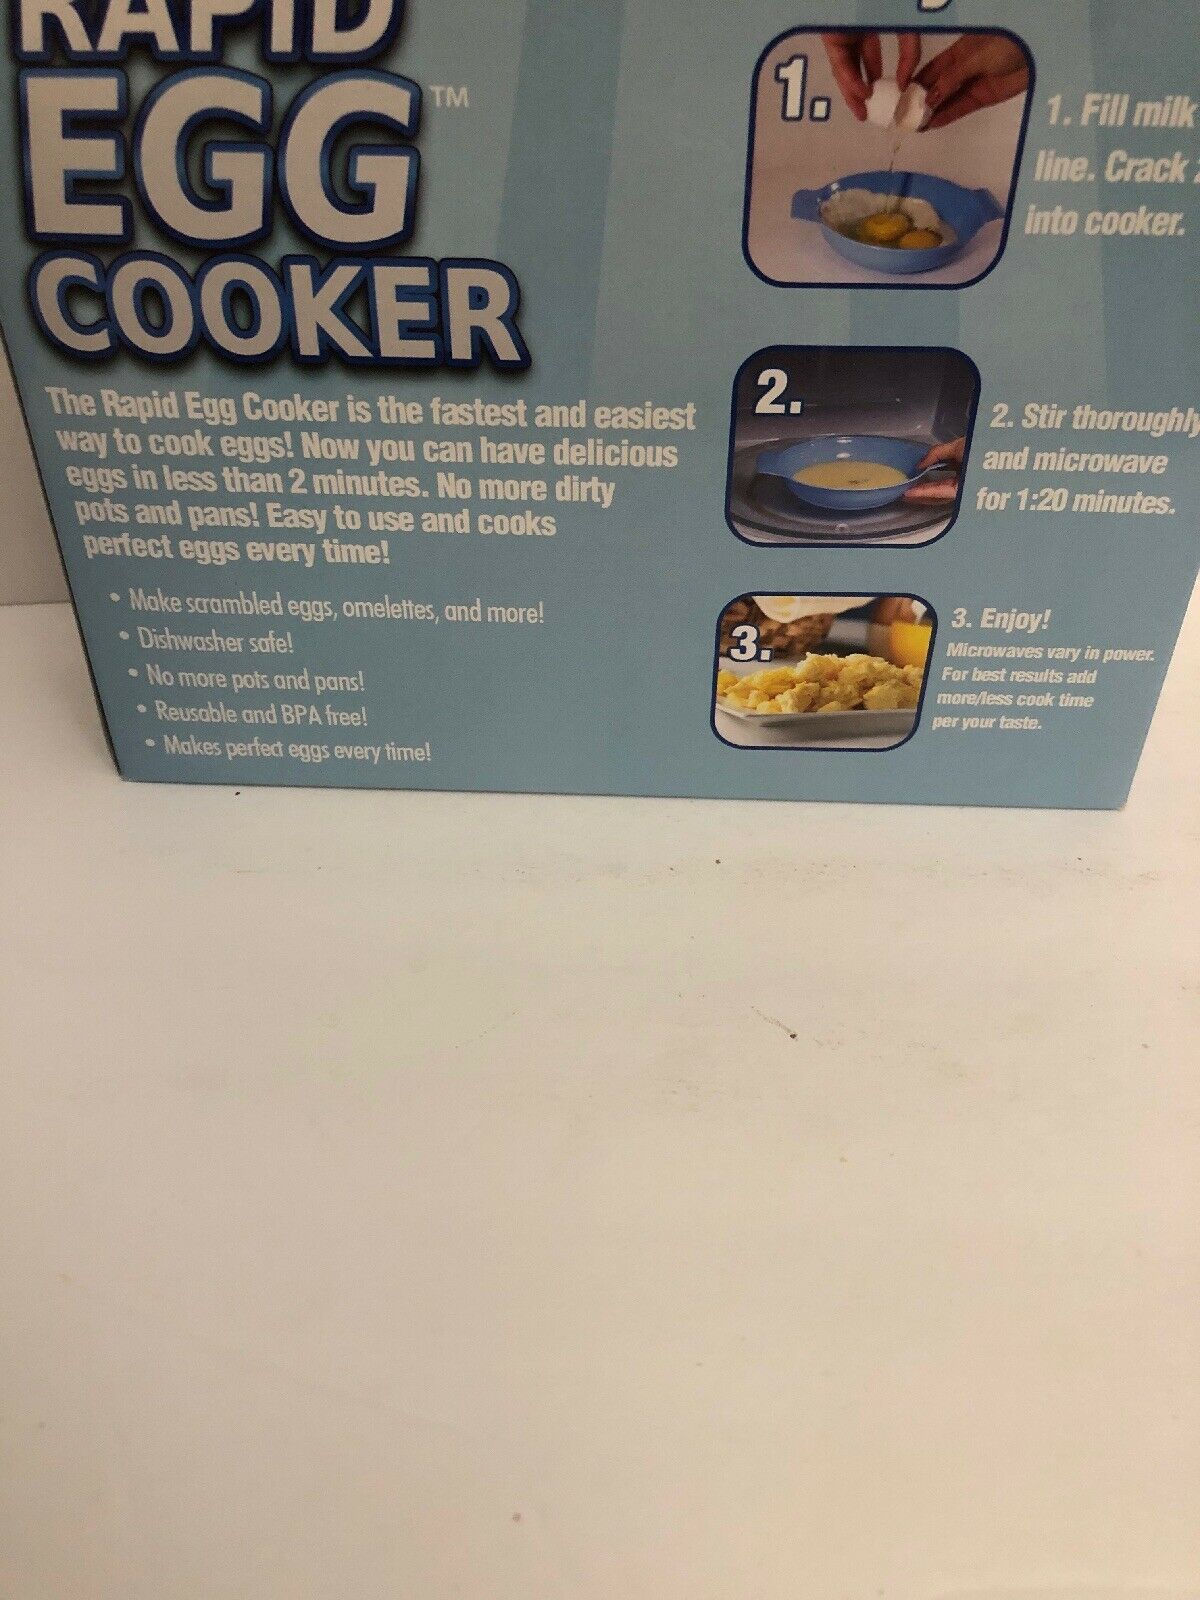 RAPID
EGG™
COOKER
The Rapid Egg Cooker is the fastest and easiest
way to cook eggs! Now you can have delicious
eggs in less than 2 minutes. No more dirty
pots and pans! Easy to use and cooks
perfect eggs every time!
• Make scrambled eggs, omelettes, and more!
• Dishwasher safe!
• No more pots and pans!
• Reusable and BPA free!
• Makes perfect eggs every time!
1.
1. Fill milk
line. Crack
into cooker.
2.
2. Stir thoroughly
and microwave
for 1:20 minutes.
3.
3. Enjoy!
Microwaves vary in power.
For best results add
more/less cook time
per your taste.